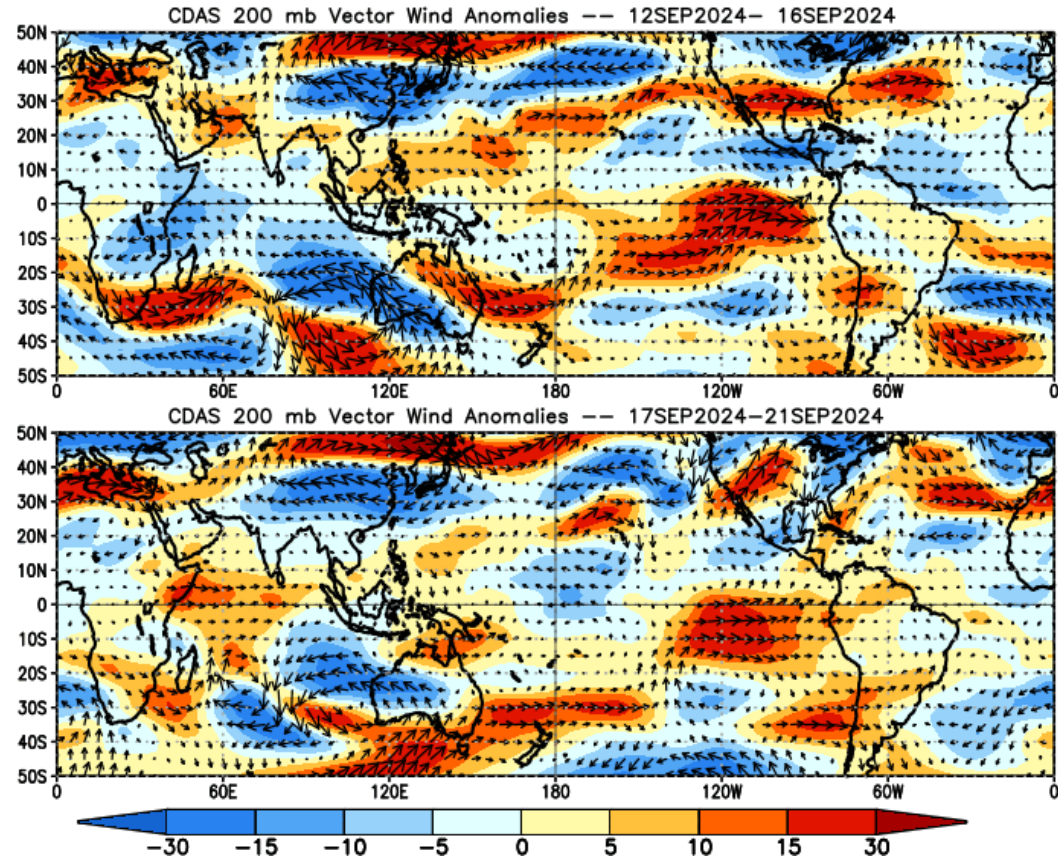 CDAS 200 mb Vector Wind Anomalies -- 12SEP2024- 16SEP2024
50N
40N
30N
20N
10N
0
10S
20S
30S
40S
50S
0 60E 120E 180 120W 60W 0
CDAS 200 mb Vector Wind Anomalies -- 17SEP2024-21SEP2024
50N
40N
30N
20N
10N
0
10S
20S
30S
40S
50S
0 60E 120E 180 120W 60W 0
-30 -15 -10 -5 0 5 10 15 30